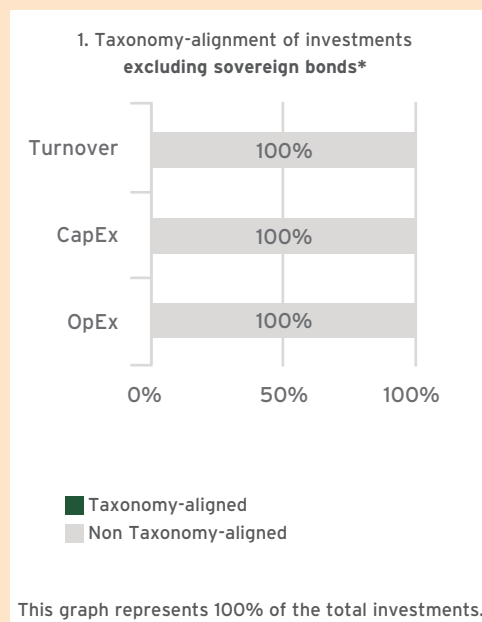 1. Taxonomy-alignment of investments
excluding sovereign bonds*
Turnover 100%
CapEx 100%
OpEx 100%
0% 50% 100%
Taxonomy-aligned
Non Taxonomy-aligned
This graph represents 100% of the total investments.